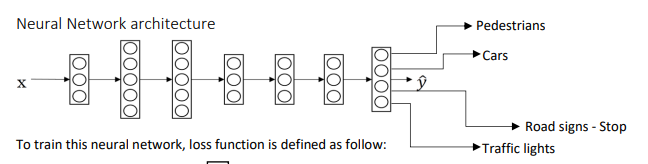 Neural Network architecture
Pedestrians
Cars
x
ŷ
Road signs - Stop
To train this neural network, loss function is defined as follow:
Traffic lights